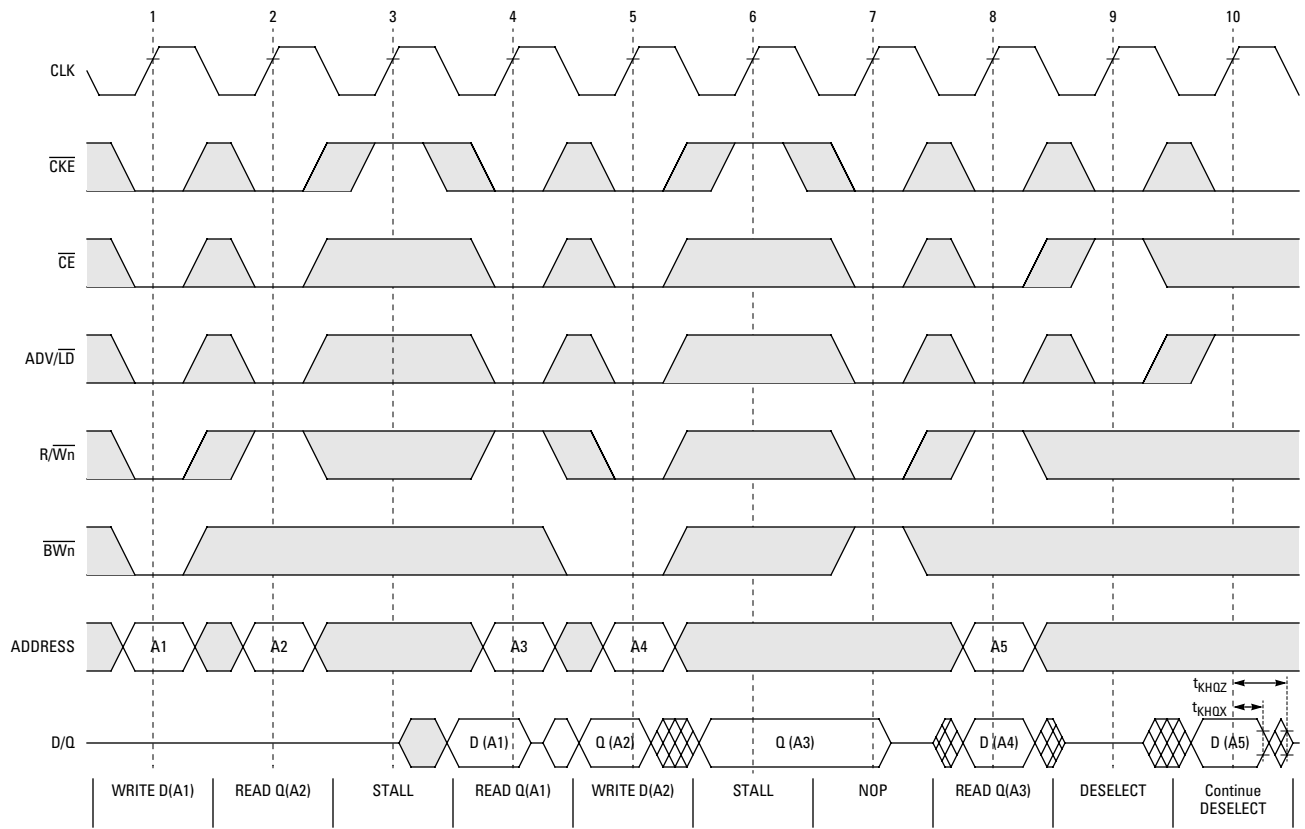 1 2 3 4 5 6 7 8 9 10
CLK
CKE
CE
ADV/LD
R/Wn
BWn
ADDRESS A1 A2 A3 A4 A5
tKHQZ
tKHQX
D/Q D (A1) Q (A2) Q (A3) D (A4) D (A5)
WRITE D(A1) READ Q(A2) STALL READ Q(A1) WRITE D(A2) STALL NOP READ Q(A3) DESELECT Continue DESELECT